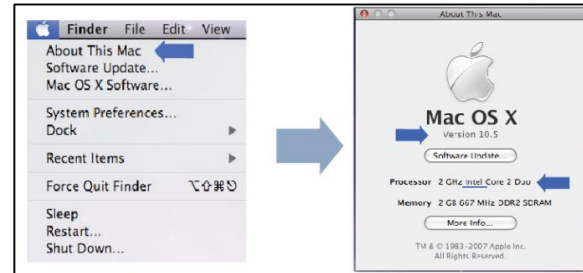 Finder File Edit View
About This Mac
Software Update...
Mac OS X Software...
System Preferences...
Dock
Recent Items
Force Quit Finder ⌥⇧⌘⎋
Sleep
Restart...
Shut Down...
About This Mac
Mac OS X
Version 10.5
Software Update...
Processor 2 GHz Intel Core 2 Duo
Memory 2 GB 667 MHz DDR2 SDRAM
More Info...
TM & © 1983-2007 Apple Inc.
All Rights Reserved.